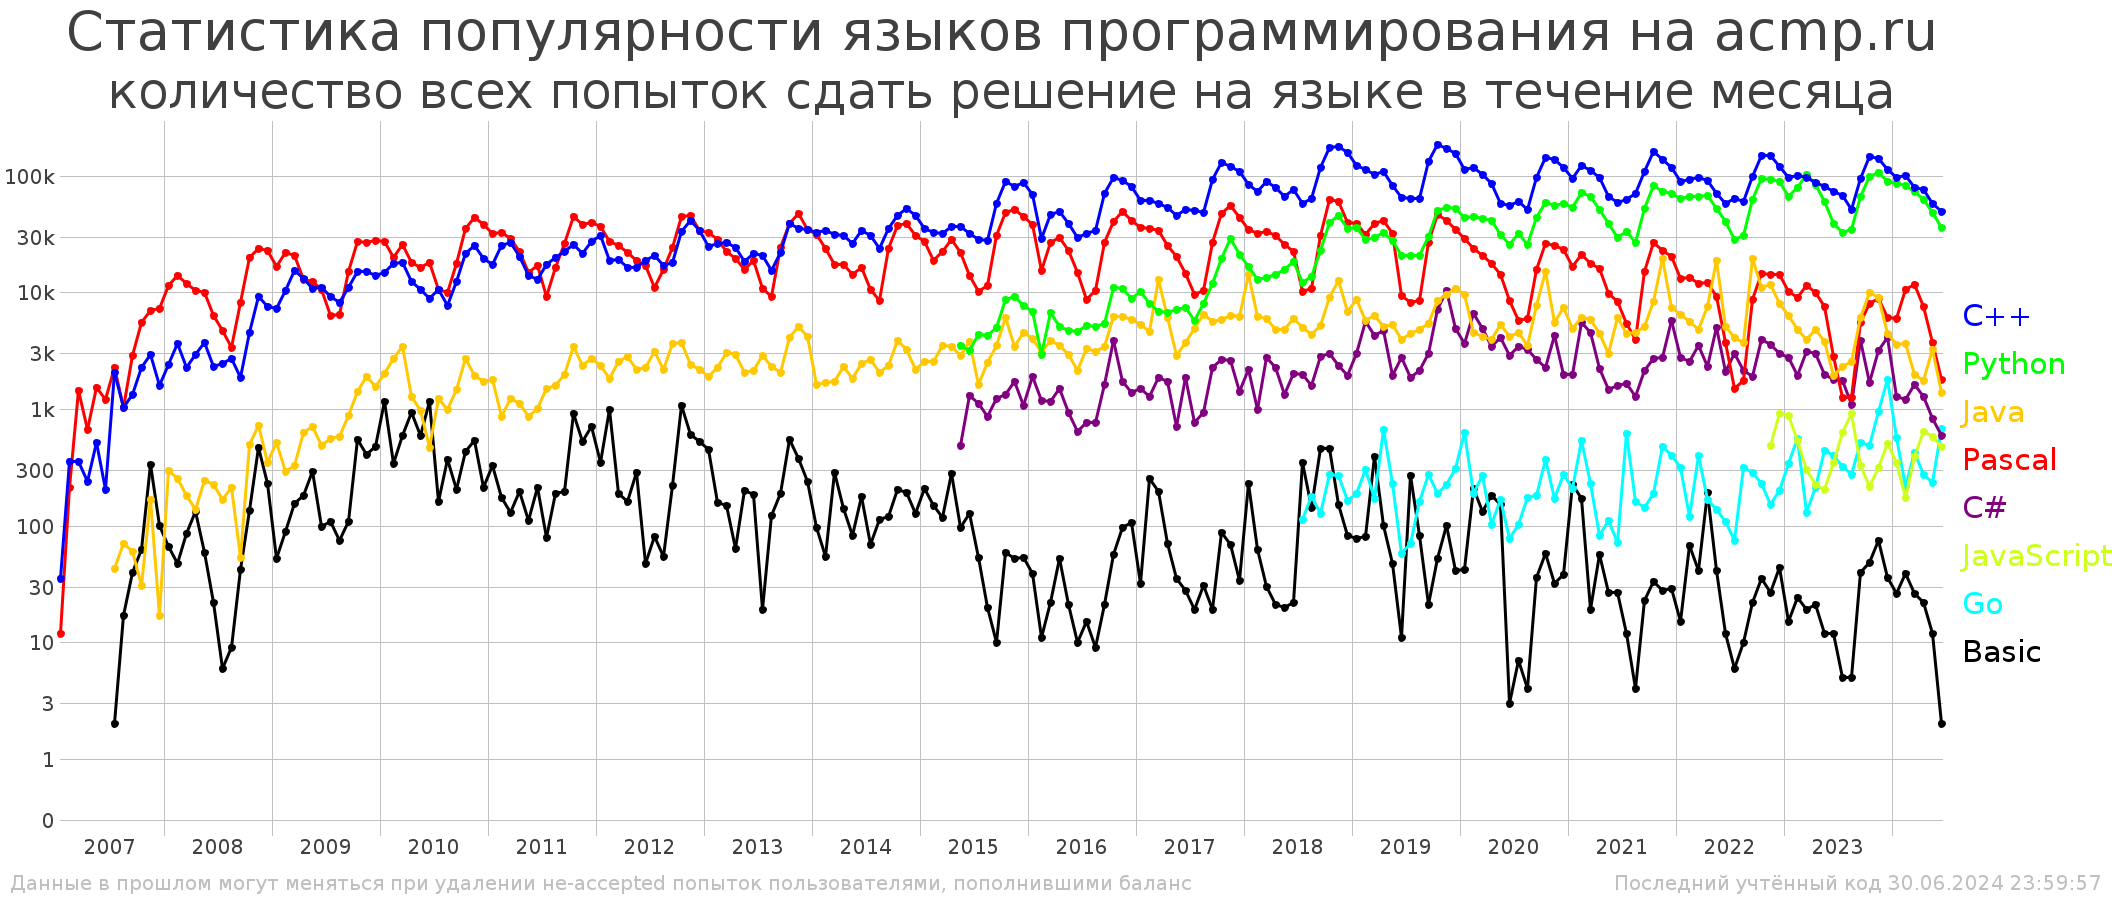 Статистика популярности языков программирования на acmp.ru
количество всех попыток сдать решение на языке в течение месяца
100k
30k
10k
3k
1k
300
100
30
10
3
1
0
C++
Python
Java
Pascal
C#
JavaScript
Go
Basic
2007 2008 2009 2010 2011 2012 2013 2014 2015 2016 2017 2018 2019 2020 2021 2022 2023
Данные в прошлом могут меняться при удалении не-accepted попыток пользователями, пополнившими баланс
Последний учтённый код 30.06.2024 23:59:57